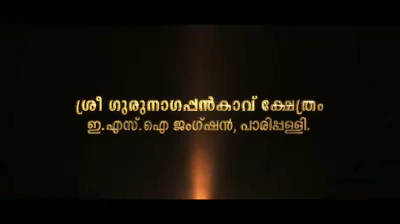 ശ്രീ ഗുരുനാഗപ്പൻകാവ് ക്ഷേത്രം
ഇ.എസ്.ഐ ജംഗ്ഷൻ, പാരിപ്പള്ളി.